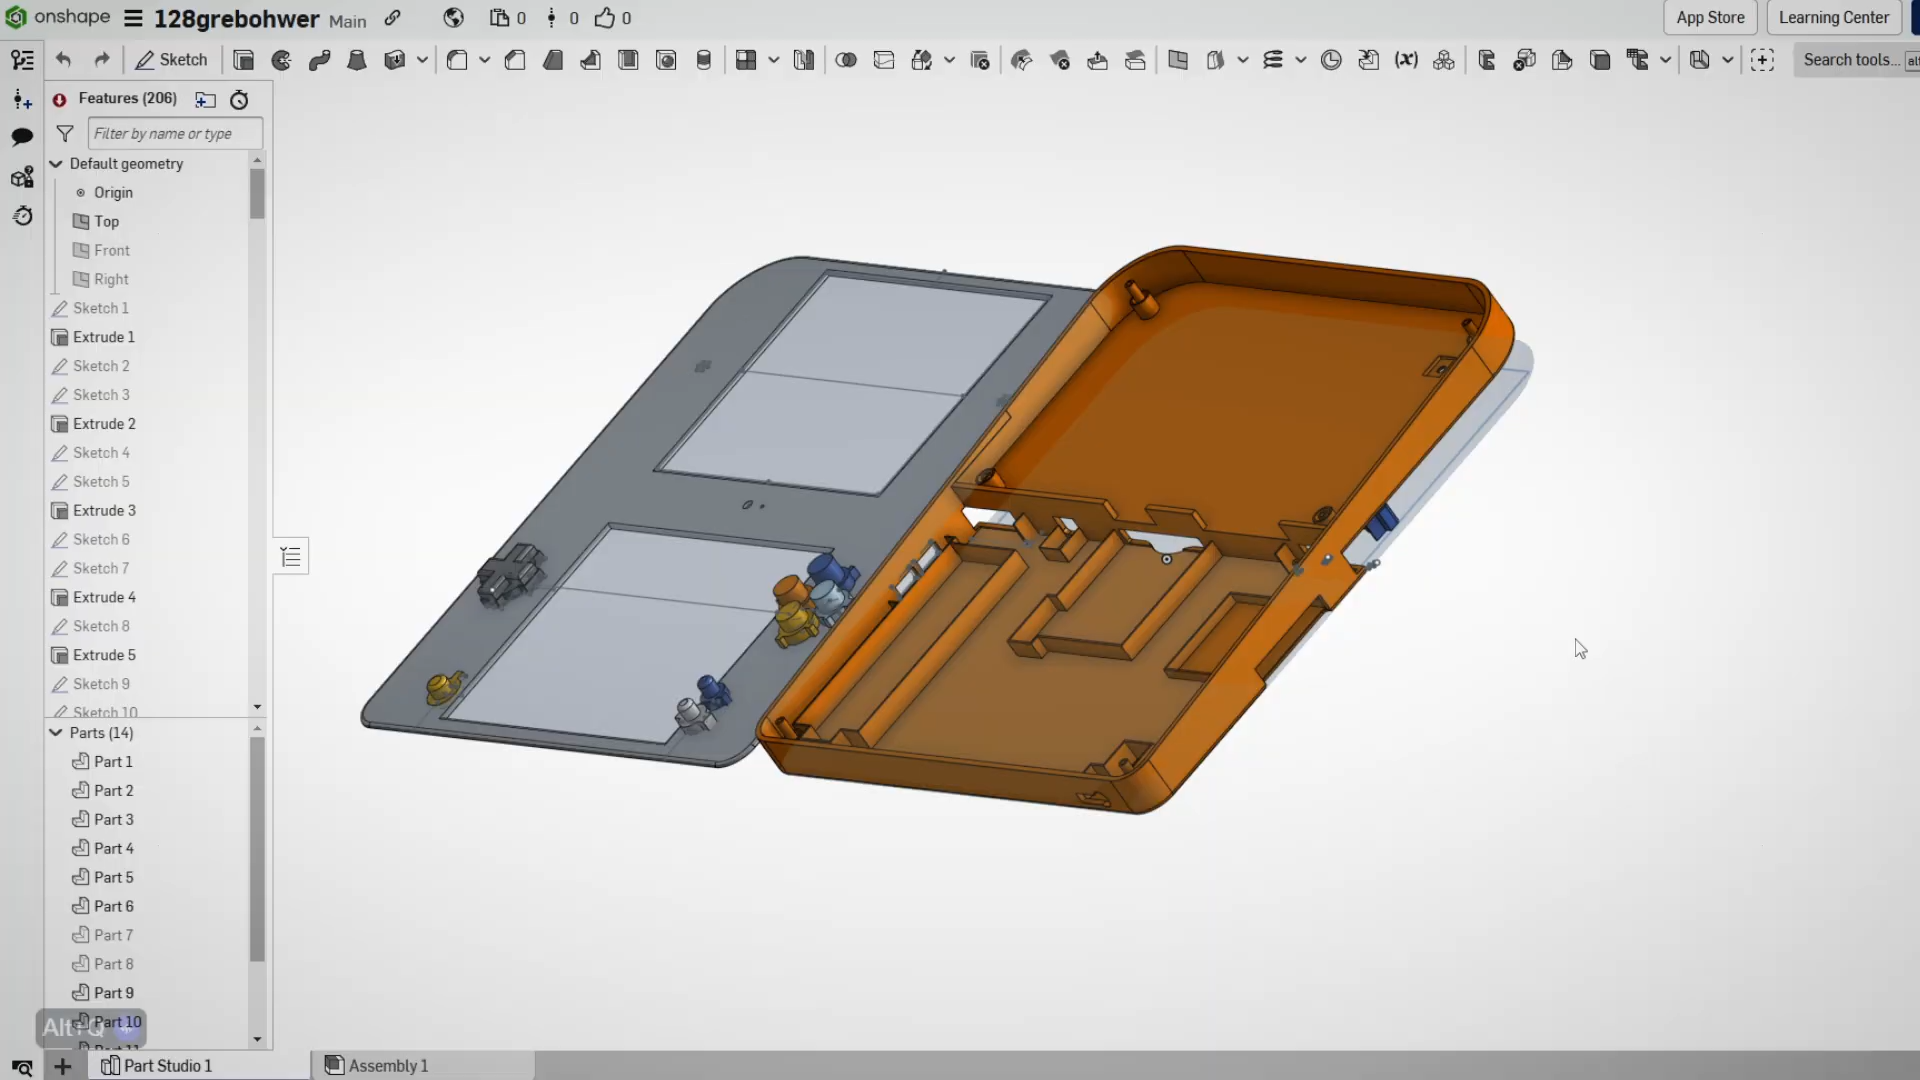 onshape 128grebohwer Main 0 0 0 App Store Learning Center
Sketch (x) Search tools...
Features (206)
Filter by name or type
Default geometry
Origin
Top
Front
Right
Sketch 1
Extrude 1
Sketch 2
Sketch 3
Extrude 2
Sketch 4
Sketch 5
Extrude 3
Sketch 6
Sketch 7
Extrude 4
Sketch 8
Extrude 5
Sketch 9
Sketch 10
Parts (14)
Part 1
Part 2
Part 3
Part 4
Part 5
Part 6
Part 7
Part 8
Part 9
Part 10
Alt+Q
Part Studio 1 Assembly 1